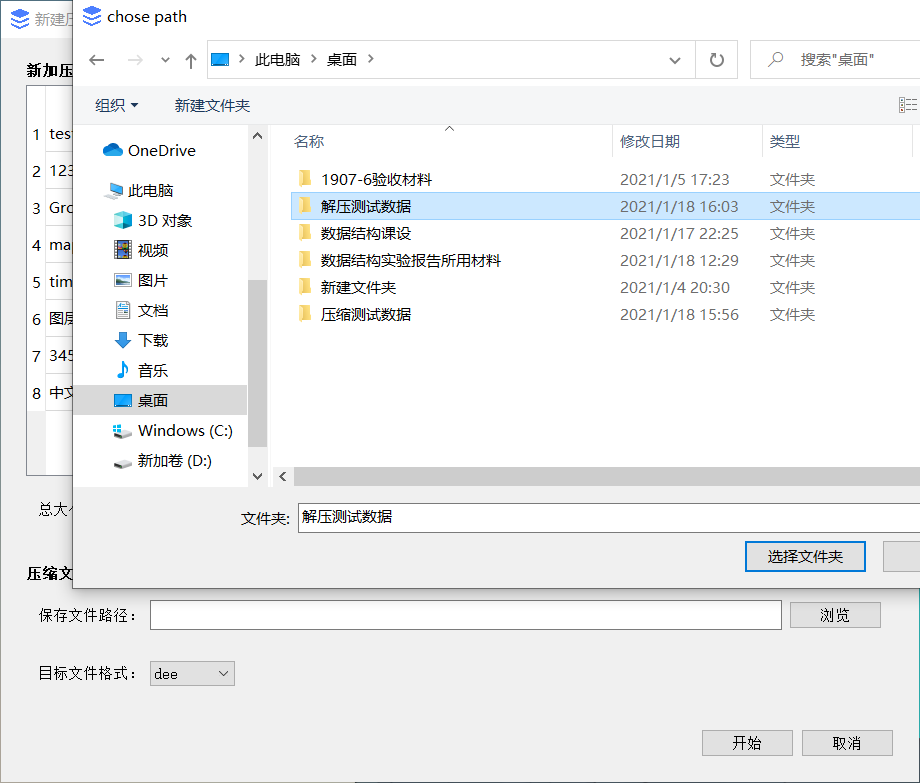 新建压
chose path
此电脑 桌面
搜索"桌面"
组织 新建文件夹
新加压
OneDrive
此电脑
3D 对象
视频
图片
文档
下载
音乐
桌面
Windows (C:)
新加卷 (D:)
名称 修改日期 类型
1907-6验收材料 2021/1/5 17:23 文件夹
解压测试数据 2021/1/18 16:03 文件夹
数据结构课设 2021/1/17 22:25 文件夹
数据结构实验报告所用材料 2021/1/18 12:29 文件夹
新建文件夹 2021/1/4 20:30 文件夹
压缩测试数据 2021/1/18 15:56 文件夹
1 test
2 123
3 Gro
4 map
5 tim
6 图层
7 345
8 中文
文件夹: 解压测试数据
选择文件夹
总大小
压缩文
保存文件路径： 浏览
目标文件格式： dee
开始 取消